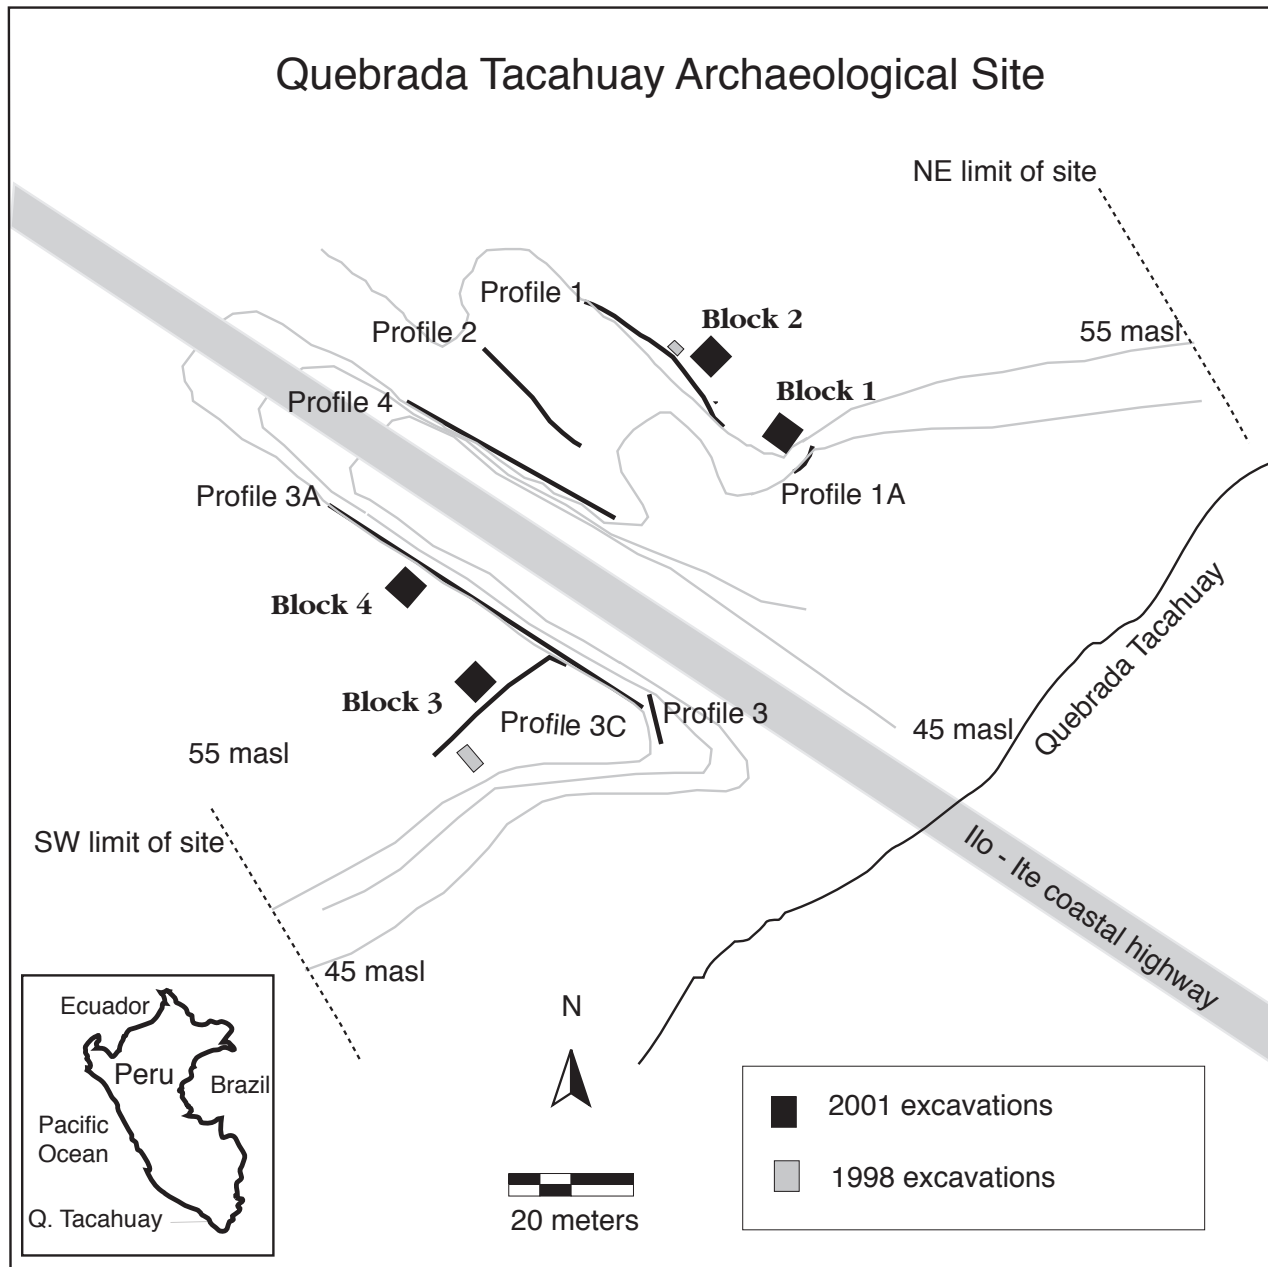 Quebrada Tacahuay Archaeological Site
NE limit of site
Profile 1
Block 2
55 masl
Profile 2
Block 1
Profile 4
Profile 3A
Profile 1A
Block 4
Quebrada Tacahuay
Block 3
Profile 3C
Profile 3
45 masl
55 masl
SW limit of site
Ilo - Ite coastal highway
45 masl
N
20 meters
2001 excavations
1998 excavations
Ecuador
Peru
Brazil
Pacific
Ocean
Q. Tacahuay